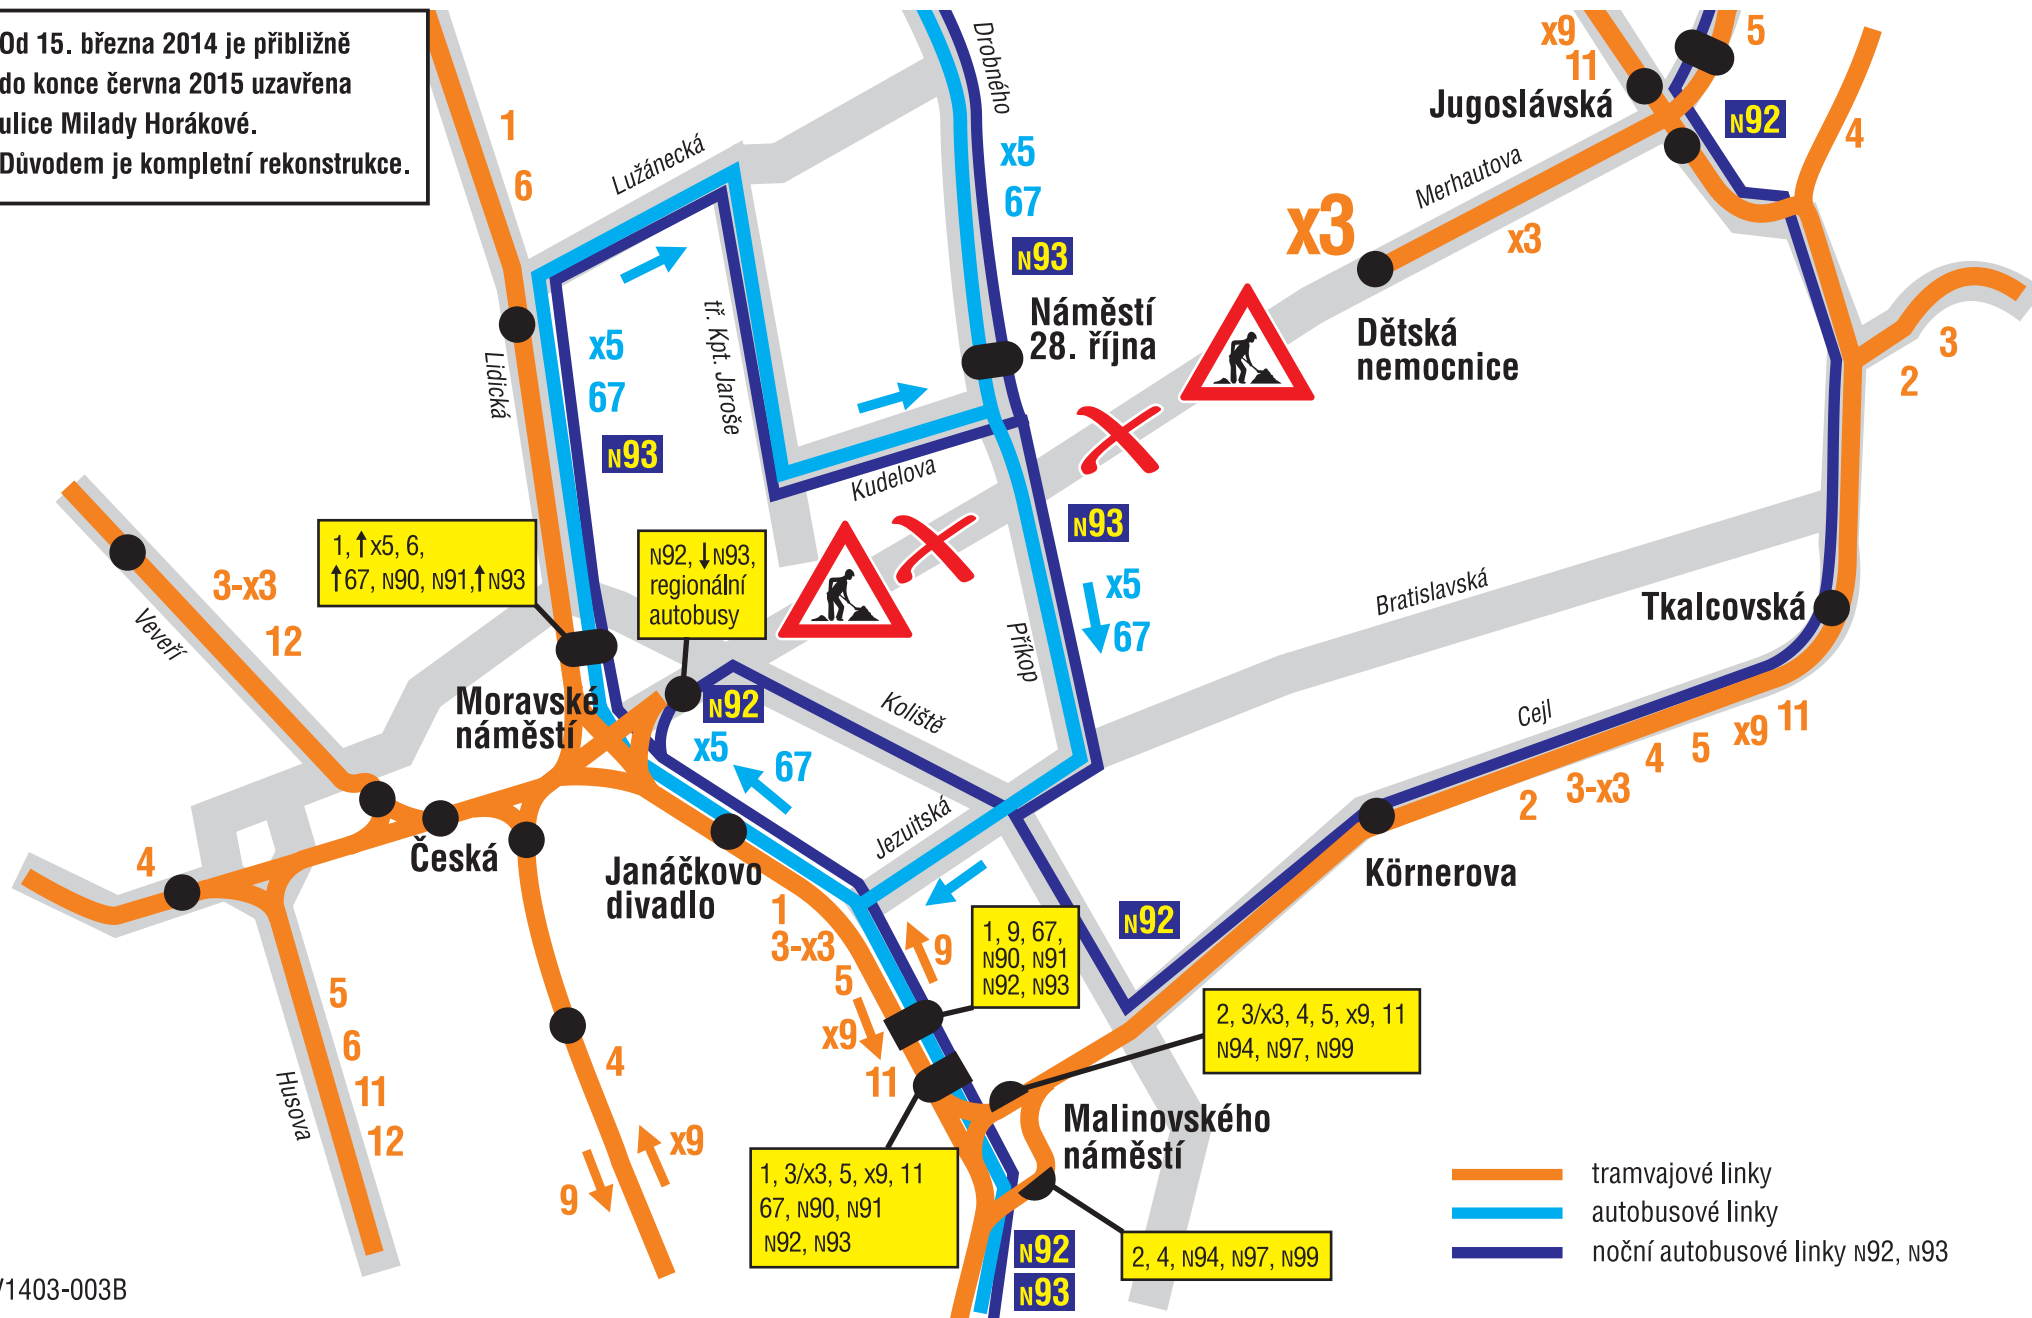 Od 15. března 2014 je přibližně
do konce června 2015 uzavřena
ulice Milady Horákové.
Důvodem je kompletní rekonstrukce.
1
6
Lužánecká
Drobného
x5
67
N93
x9
11
5
Jugoslávská
N92
4
Merhautova
x3
x3
Náměstí
28. října
Dětská
nemocnice
3
2
Lidická
x5
67
N93
tř. Kpt. Jaroše
Kudelova
N93
1, ↑x5, 6,
↑67, N90, N91,↑N93
N92, ↓N93,
regionální
autobusy
3-x3
12
Veveří
x5
67
Příkop
Bratislavská
Tkalcovská
Moravské
náměstí
N92
x5
67
Koliště
Cejl
2
3-x3
4
5
x9
11
Jezuitská
Česká
4
Janáčkovo
divadlo
Körnerova
1
3-x3
5
x9
11
9
1, 9, 67,
N90, N91
N92, N93
N92
2, 3/x3, 4, 5, x9, 11
N94, N97, N99
5
6
11
12
Husova
4
9
x9
Malinovského
náměstí
1, 3/x3, 5, x9, 11
67, N90, N91
N92, N93
2, 4, N94, N97, N99
N92
N93
tramvajové linky
autobusové linky
noční autobusové linky N92, N93
/1403-003B